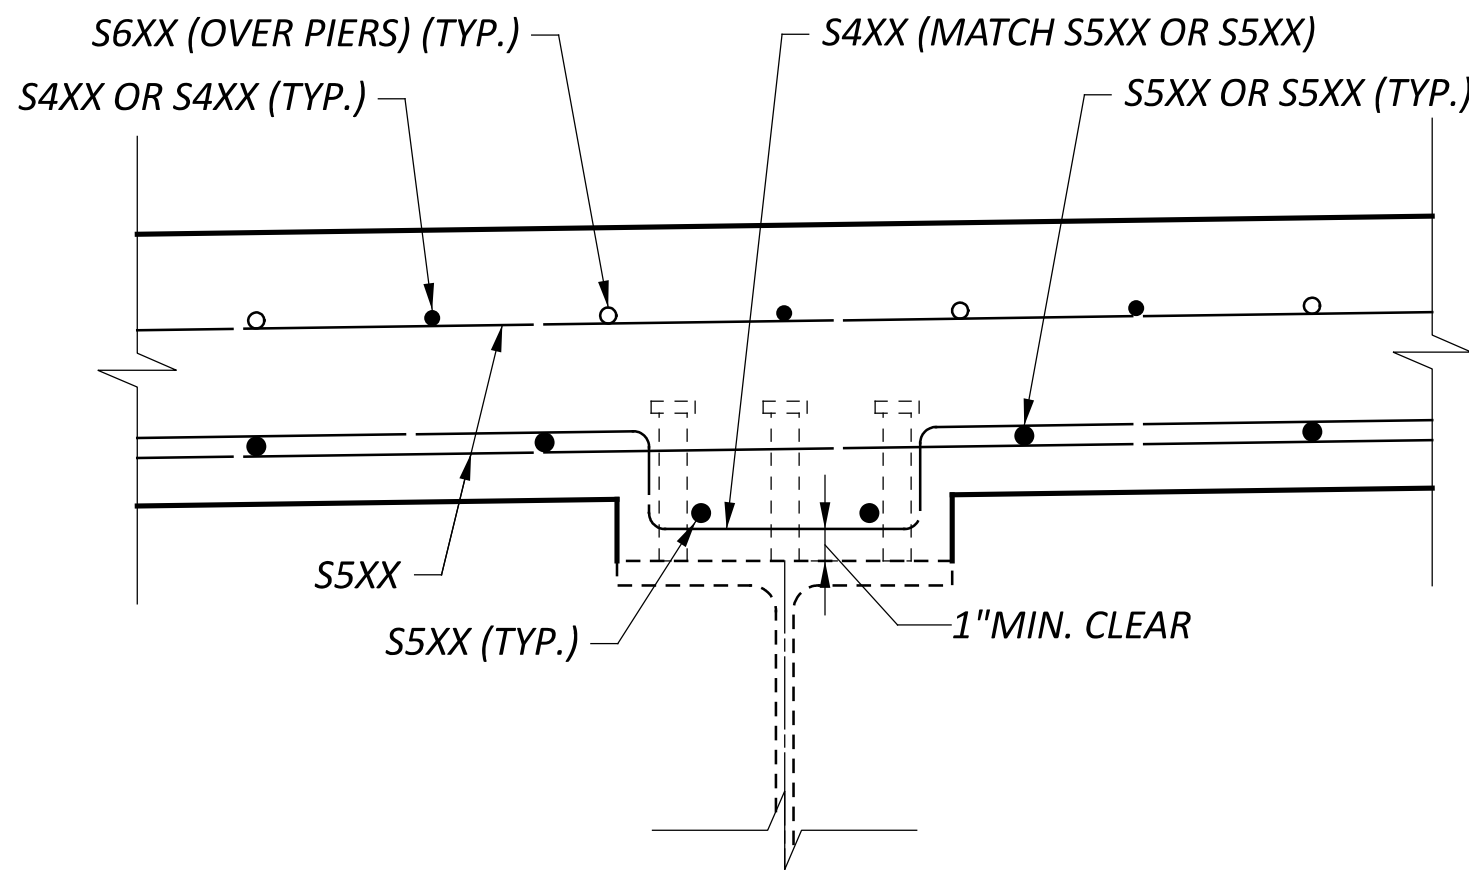 S6XX (OVER PIERS) (TYP.)
S4XX (MATCH S5XX OR S5XX)
S4XX OR S4XX (TYP.)
S5XX OR S5XX (TYP.)
S5XX
S5XX (TYP.)
1"MIN. CLEAR